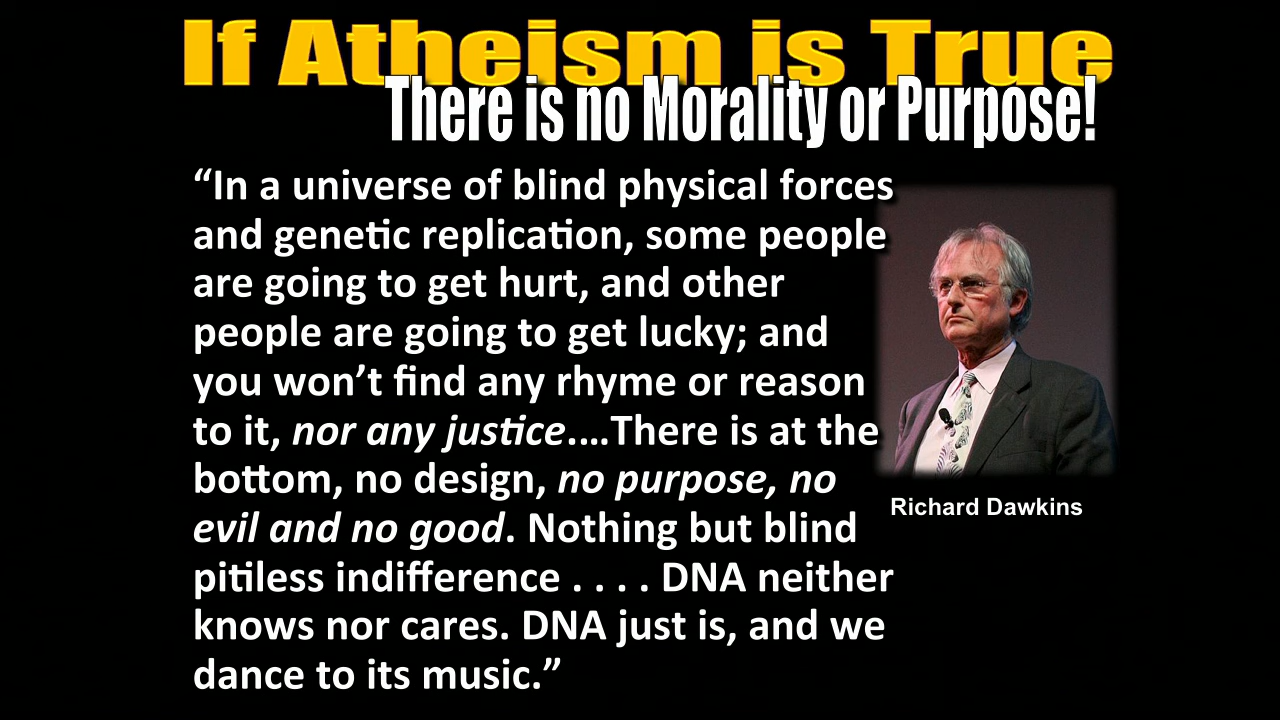 If Atheism is True
There is no Morality or Purpose!
“In a universe of blind physical forces
and genetic replication, some people
are going to get hurt, and other
people are going to get lucky; and
you won’t find any rhyme or reason
to it, nor any justice.…There is at the
bottom, no design, no purpose, no
evil and no good. Nothing but blind
pitiless indifference . . . . DNA neither
knows nor cares. DNA just is, and we
dance to its music.”
Richard Dawkins